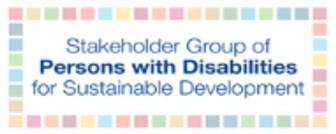 Stakeholder Group of
Persons with Disabilities
for Sustainable Development